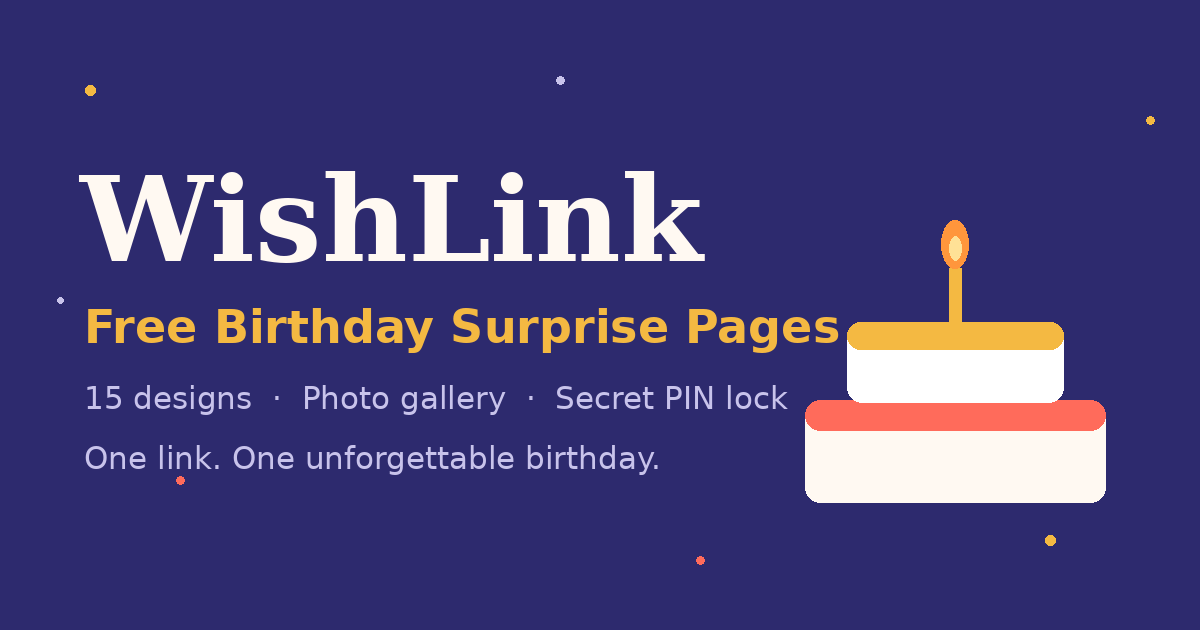 WishLink
Free Birthday Surprise Pages
15 designs · Photo gallery · Secret PIN lock
One link. One unforgettable birthday.